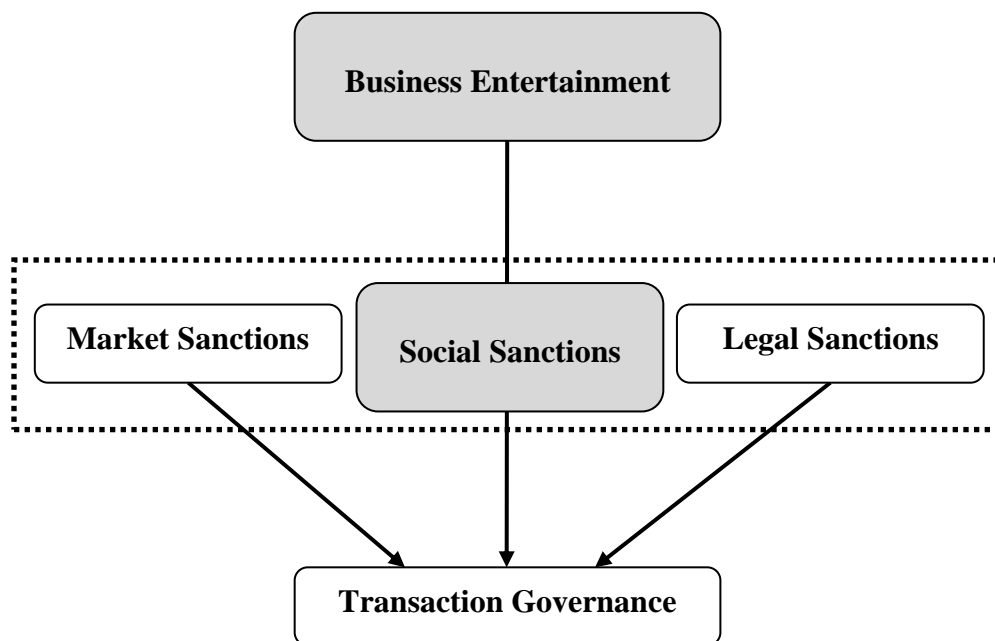 Business Entertainment
Market Sanctions
Social Sanctions
Legal Sanctions
Transaction Governance